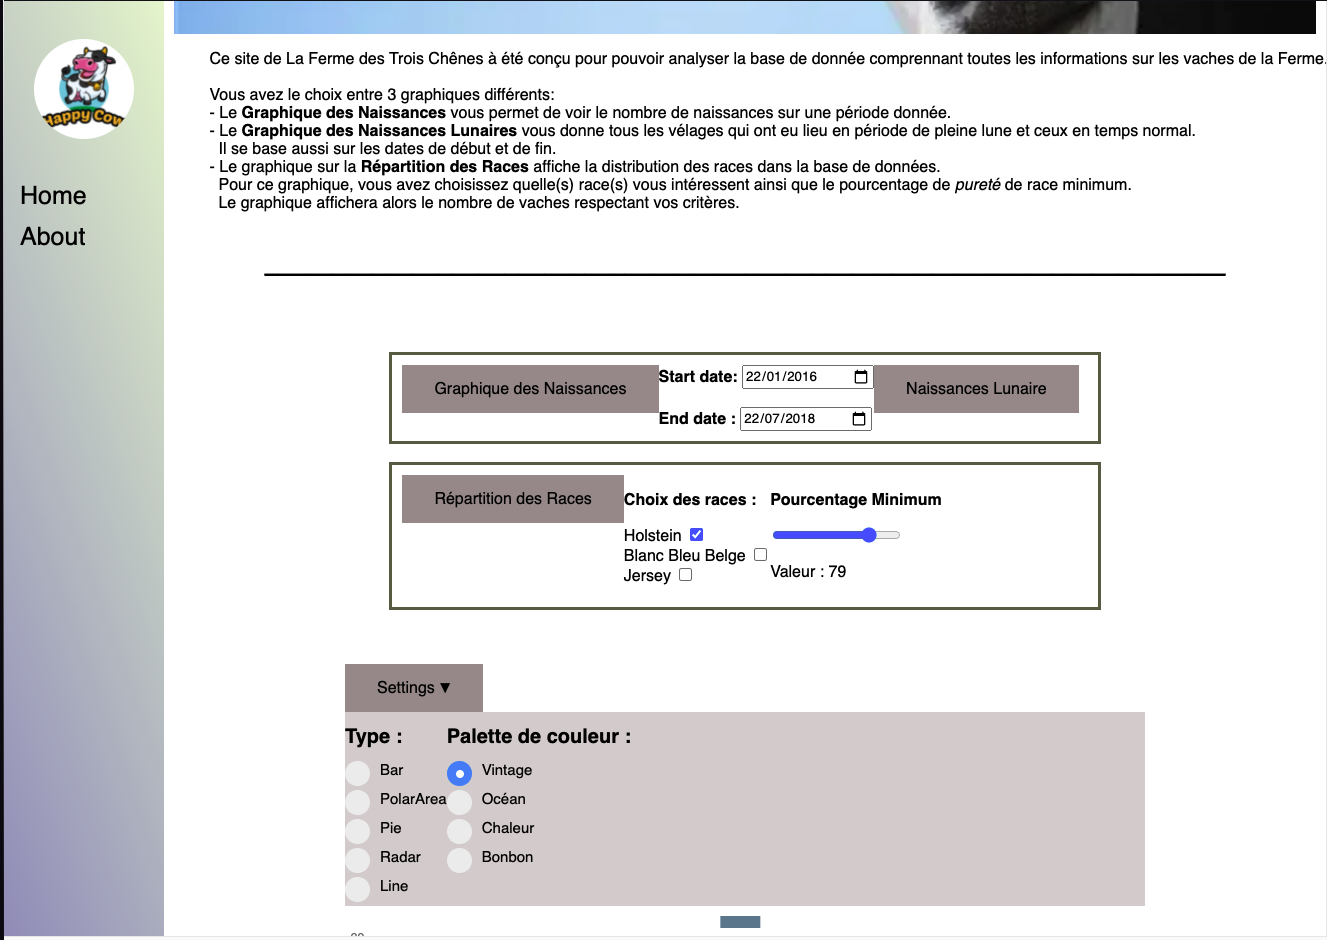 Happy Cow
Home
About
Ce site de La Ferme des Trois Chênes à été conçu pour pouvoir analyser la base de donnée comprennant toutes les informations sur les vaches de la Ferme.
Vous avez le choix entre 3 graphiques différents:
- Le Graphique des Naissances vous permet de voir le nombre de naissances sur une période donnée.
- Le Graphique des Naissances Lunaires vous donne tous les vélages qui ont eu lieu en période de pleine lune et ceux en temps normal.
Il se base aussi sur les dates de début et de fin.
- Le graphique sur la Répartition des Races affiche la distribution des races dans la base de données.
Pour ce graphique, vous avez choisissez quelle(s) race(s) vous intéressent ainsi que le pourcentage de pureté de race minimum.
Le graphique affichera alors le nombre de vaches respectant vos critères.
Graphique des Naissances
Start date: 22/01/2016
End date : 22/07/2018
Naissances Lunaire
Répartition des Races
Choix des races :
Holstein
Blanc Bleu Belge
Jersey
Pourcentage Minimum
Valeur : 79
Settings ▼
Type :
Bar
PolarArea
Pie
Radar
Line
Palette de couleur :
Vintage
Océan
Chaleur
Bonbon